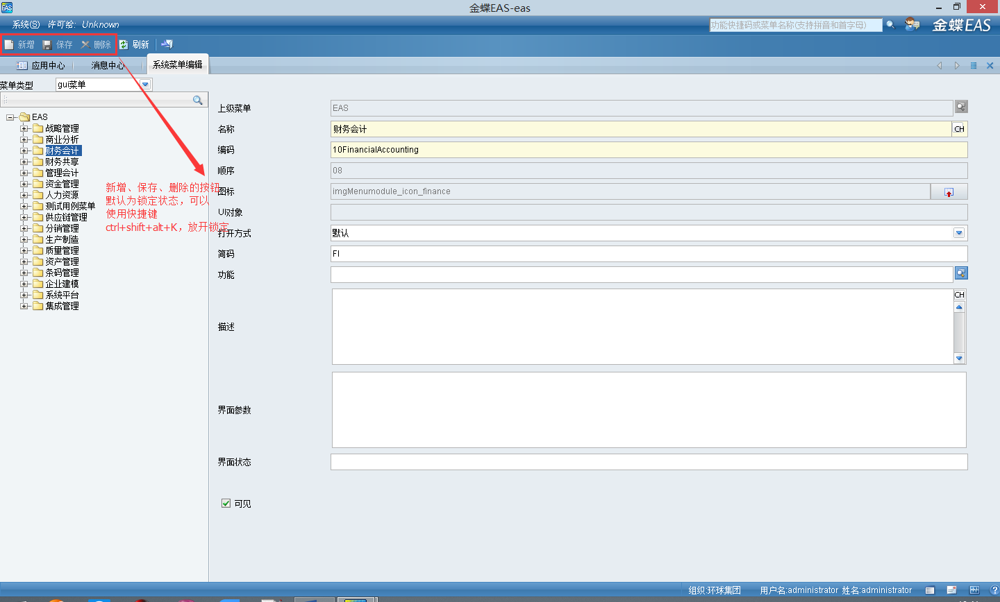 EAS
金蝶EAS-eas
系统(S) 许可给: Unknown
功能快捷码或菜单名称(支持拼音和首字母)
金蝶EAS
新增 保存 删除 刷新
应用中心 消息中心 系统菜单编辑
菜单类型 gui菜单
EAS
战略管理
商业分析
财务会计
财务共享
管理会计
资金管理
人力资源
测试用例菜单
供应链管理
分销管理
生产制造
质量管理
资产管理
条码管理
企业建模
系统平台
集成管理
新增、保存、删除的按钮
默认为锁定状态，可以
使用快捷键
ctrl+shift+alt+K，放开锁定
上级菜单 EAS
名称 财务会计 CH
编码 10FinancialAccounting
顺序 08
图标 imgMenumodule_icon_finance
UI对象
打开方式 默认
简码 FI
功能
描述 CH
界面参数
界面状态
可见
组织:环球集团 用户名:administrator 姓名:administrator